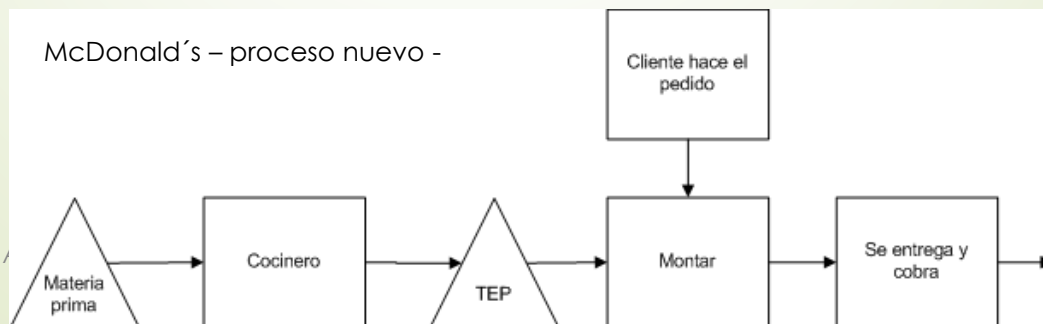 McDonald´s – proceso nuevo -
Cliente hace el
pedido
Materia
prima
Cocinero
TEP
Montar
Se entrega y
cobra